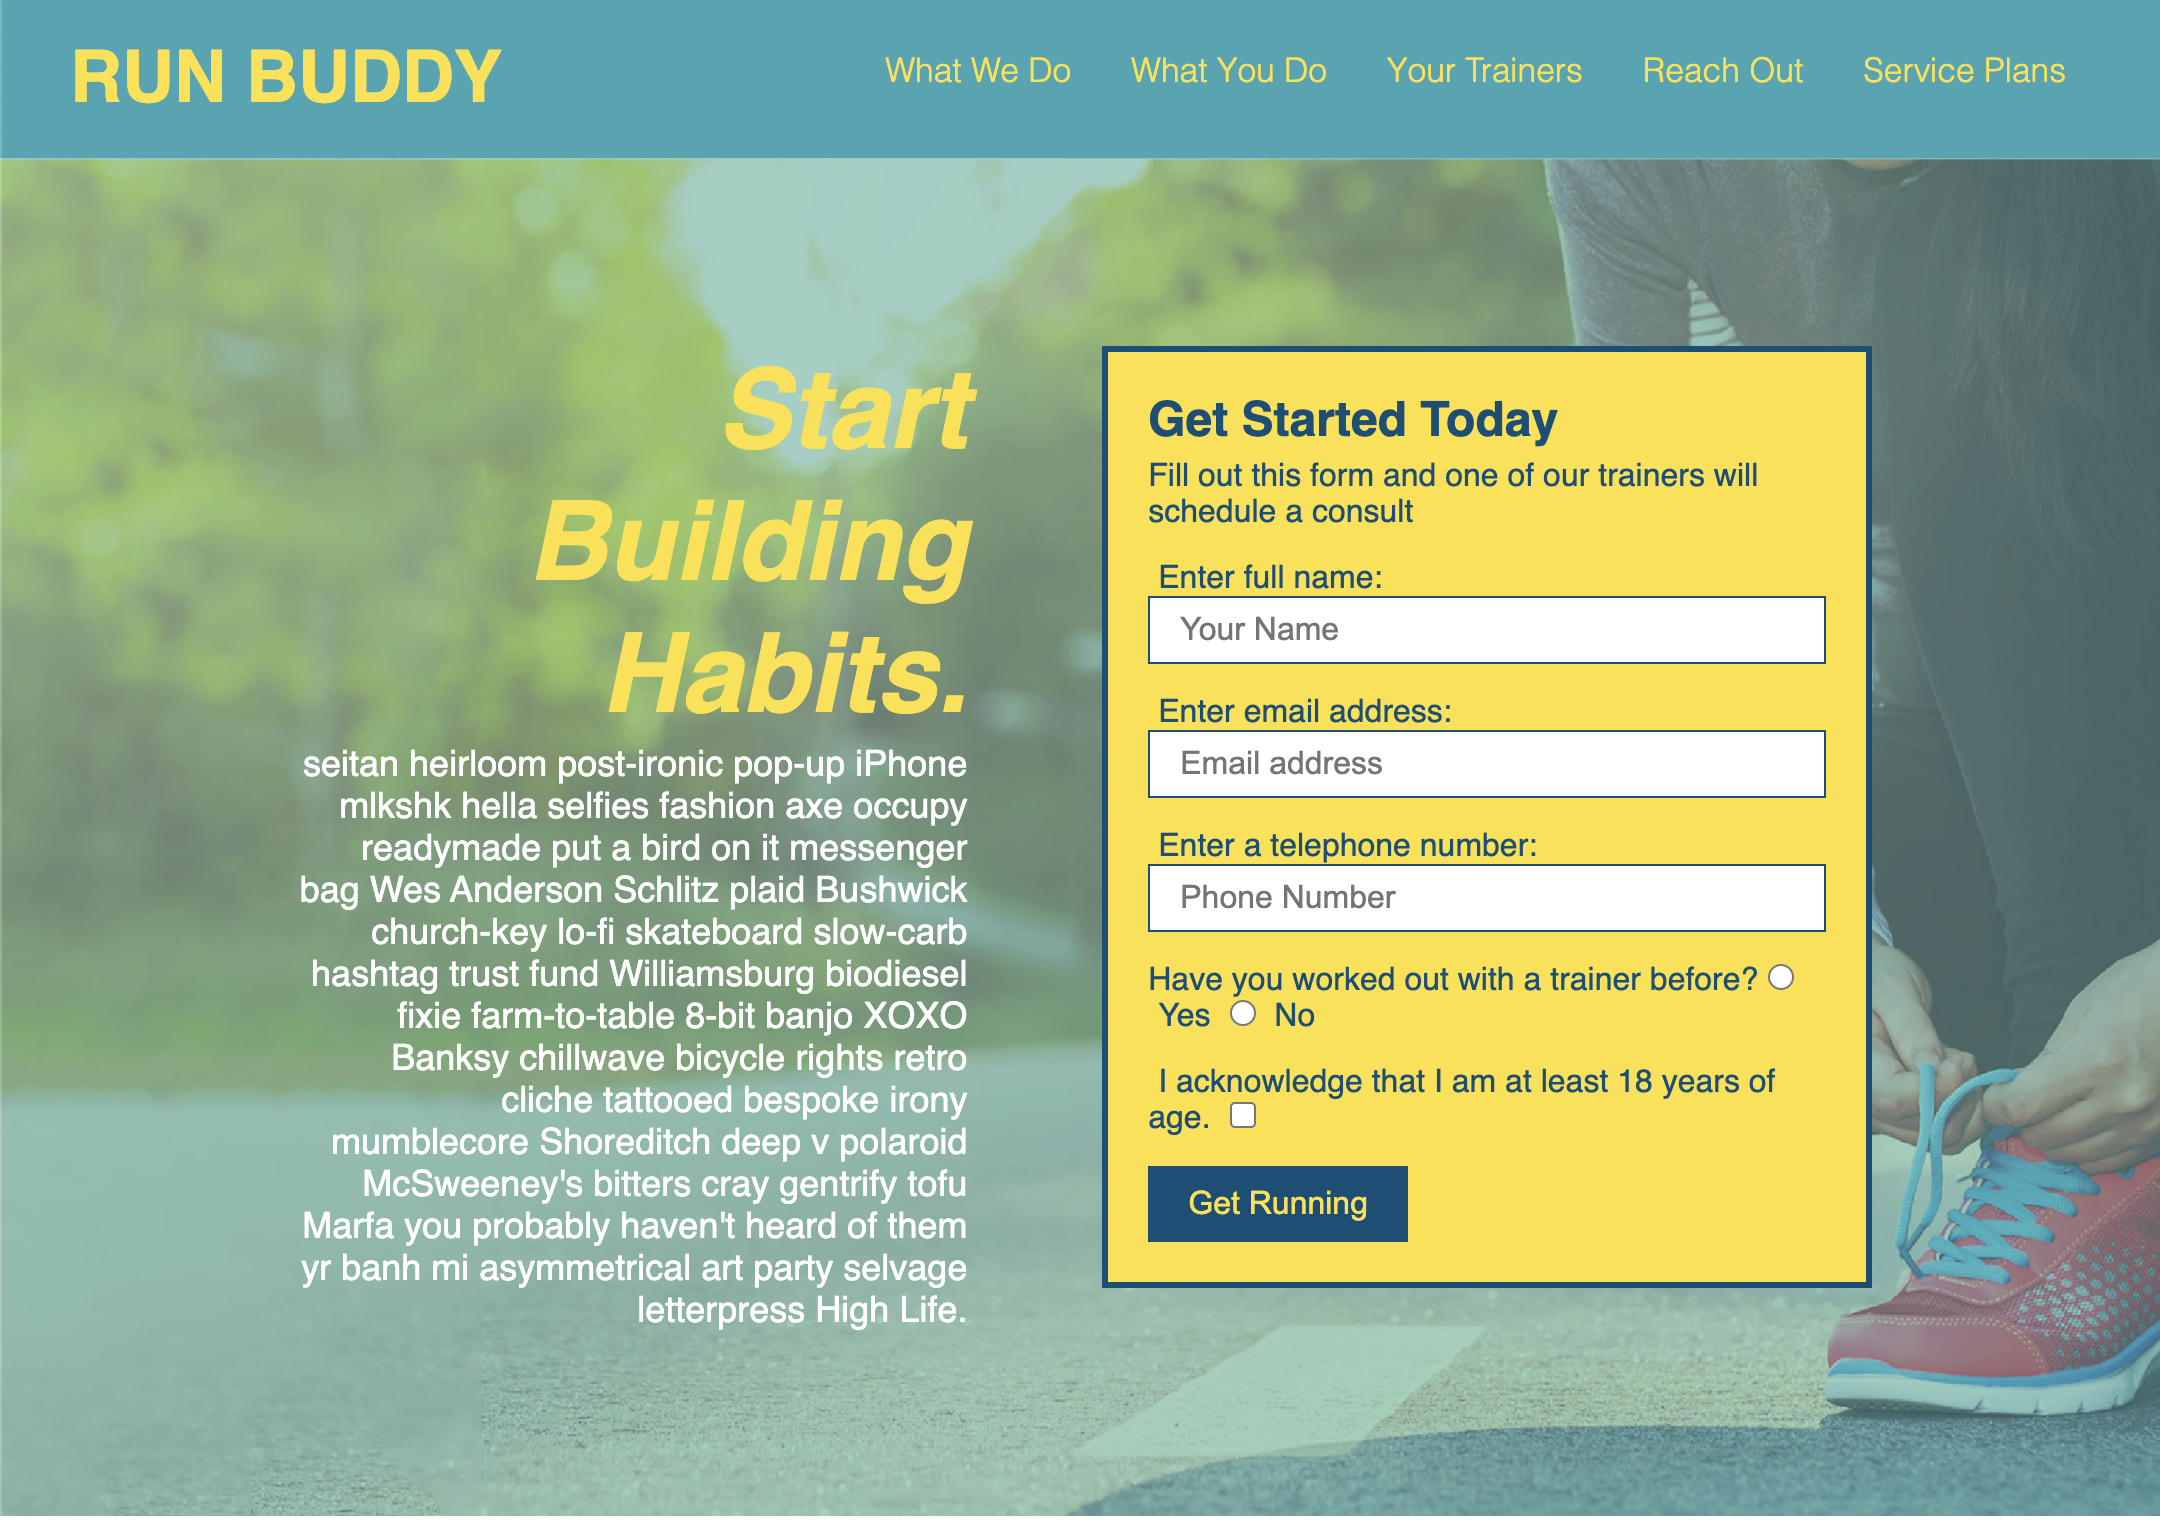 RUN BUDDY
What We Do What You Do Your Trainers Reach Out Service Plans
Start
Building
Habits.
seitan heirloom post-ironic pop-up iPhone
mlkshk hella selfies fashion axe occupy
readymade put a bird on it messenger
bag Wes Anderson Schlitz plaid Bushwick
church-key lo-fi skateboard slow-carb
hashtag trust fund Williamsburg biodiesel
fixie farm-to-table 8-bit banjo XOXO
Banksy chillwave bicycle rights retro
cliche tattooed bespoke irony
mumblecore Shoreditch deep v polaroid
McSweeney's bitters cray gentrify tofu
Marfa you probably haven't heard of them
yr banh mi asymmetrical art party selvage
letterpress High Life.
Get Started Today
Fill out this form and one of our trainers will
schedule a consult
Enter full name:
Your Name
Enter email address:
Email address
Enter a telephone number:
Phone Number
Have you worked out with a trainer before?
Yes No
I acknowledge that I am at least 18 years of
age.
Get Running